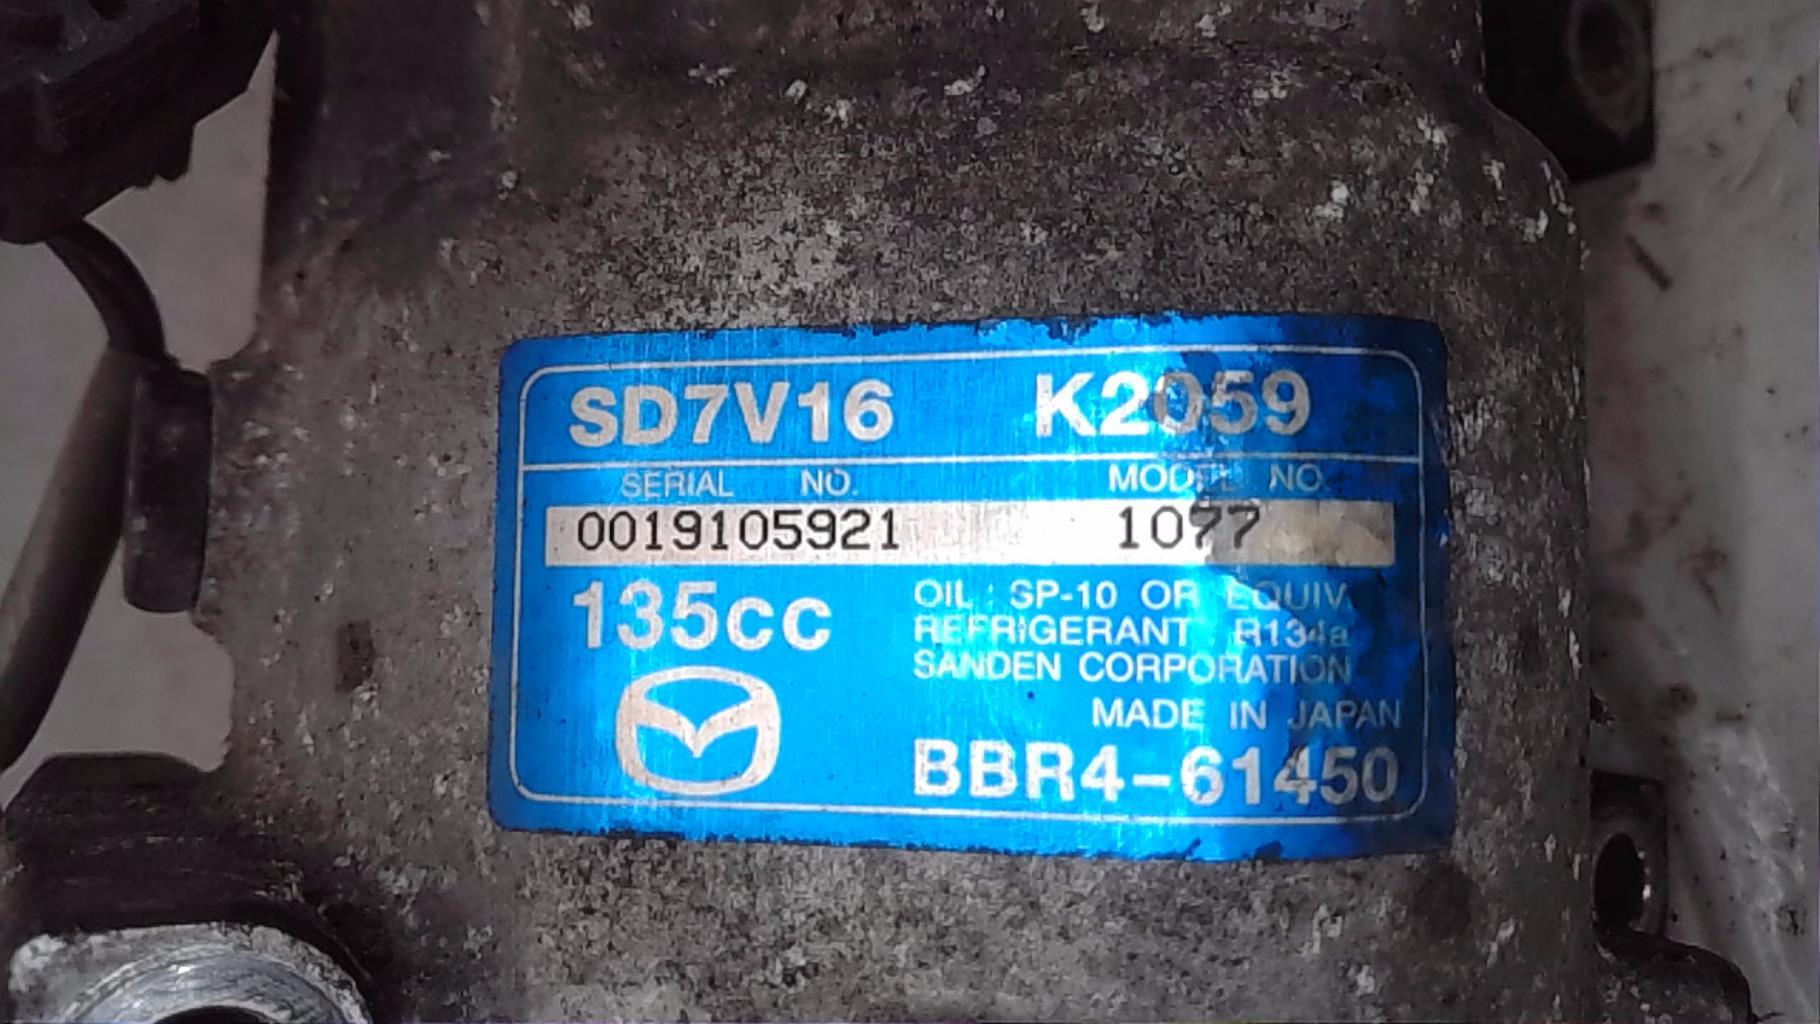 SD7V16 K2059
SERIAL NO. MODEL NO.
0019105921 1077
135cc
OIL : SP-10 OR EQUIV.
REFRIGERANT R134a
SANDEN CORPORATION
MADE IN JAPAN
BBR4-61450